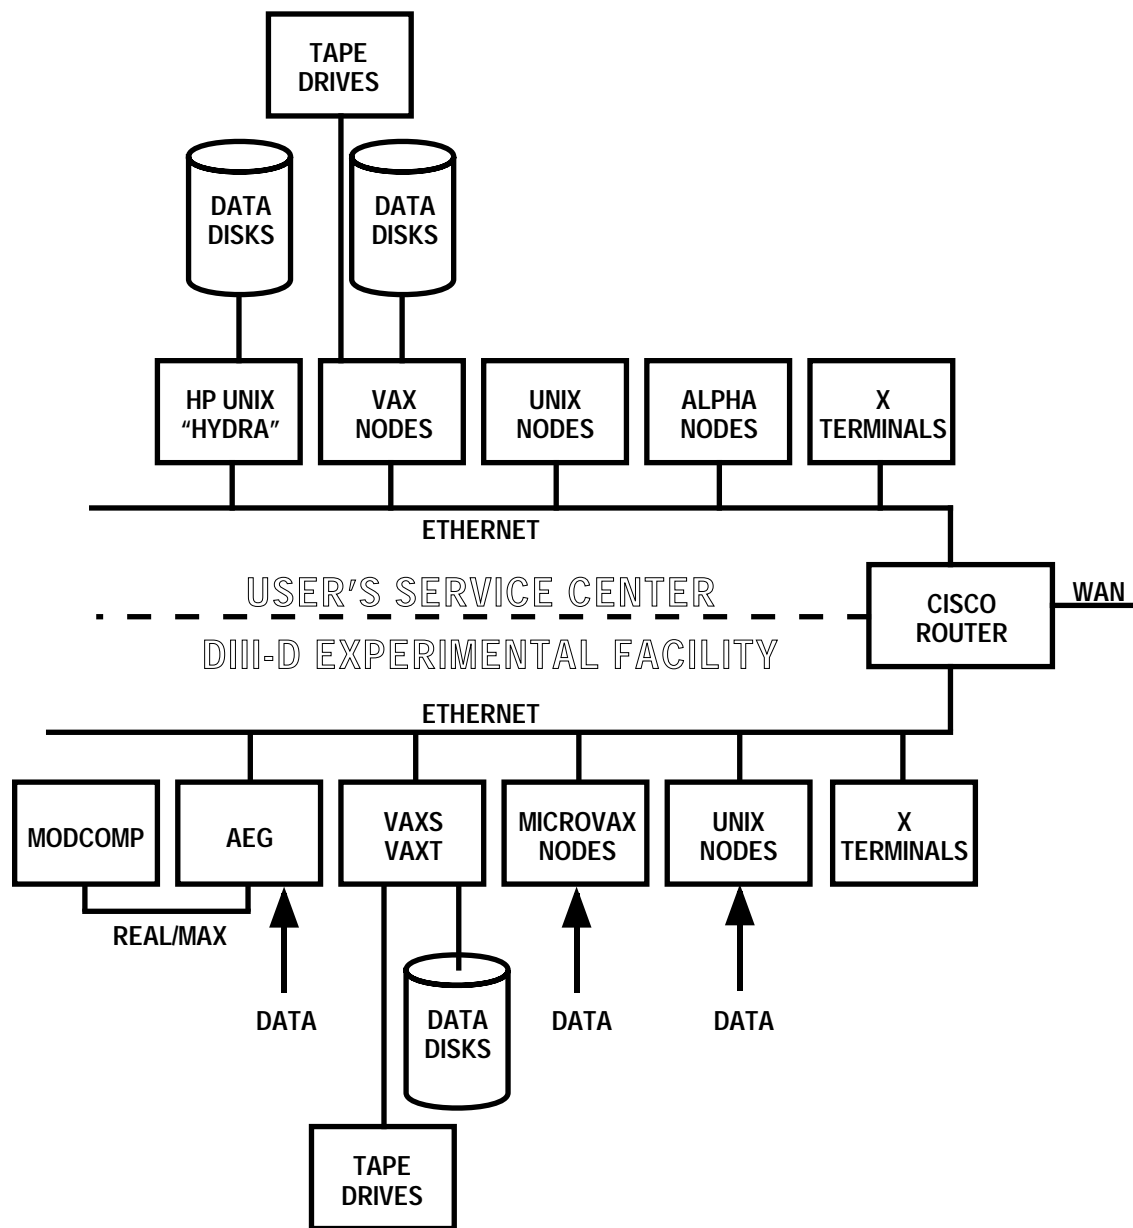 TAPE
DRIVES
DATA
DISKS
DATA
DISKS
HP UNIX
“HYDRA”
VAX
NODES
UNIX
NODES
ALPHA
NODES
X
TERMINALS
ETHERNET
USER’S SERVICE CENTER
CISCO
ROUTER
WAN
DIII-D EXPERIMENTAL FACILITY
ETHERNET
MODCOMP
AEG
VAXS
VAXT
MICROVAX
NODES
UNIX
NODES
X
TERMINALS
REAL/MAX
DATA
DATA
DISKS
DATA
DATA
TAPE
DRIVES